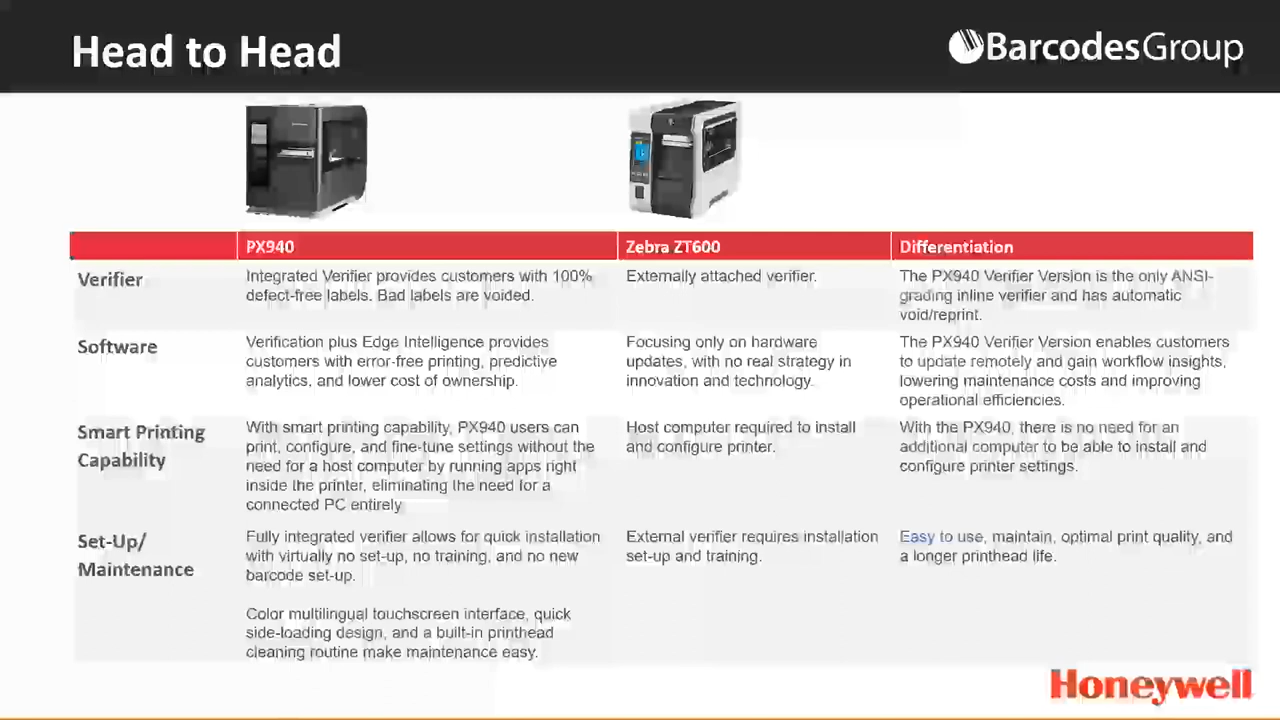 Head to Head
BarcodesGroup
PX940
Zebra ZT600
Differentiation
Verifier
Integrated Verifier provides customers with 100%
defect-free labels. Bad labels are voided.
Externally attached verifier.
The PX940 Verifier Version is the only ANSI-
grading inline verifier and has automatic
void/reprint.
Software
Verification plus Edge Intelligence provides
customers with error-free printing, predictive
analytics, and lower cost of ownership.
Focusing only on hardware
updates, with no real strategy in
innovation and technology.
The PX940 Verifier Version enables customers
to update remotely and gain workflow insights,
lowering maintenance costs and improving
operational efficiencies.
Smart Printing
Capability
With smart printing capability, PX940 users can
print, configure, and fine-tune settings without the
need for a host computer by running apps right
inside the printer, eliminating the need for a
connected PC entirely
Host computer required to install
and configure printer.
With the PX940, there is no need for an
additional computer to be able to install and
configure printer settings.
Set-Up/
Maintenance
Fully integrated verifier allows for quick installation
with virtually no set-up, no training, and no new
barcode set-up.
Color multilingual touchscreen interface, quick
side-loading design, and a built-in printhead
cleaning routine make maintenance easy.
External verifier requires installation
set-up and training.
Easy to use, maintain, optimal print quality, and
a longer printhead life.
Honeywell